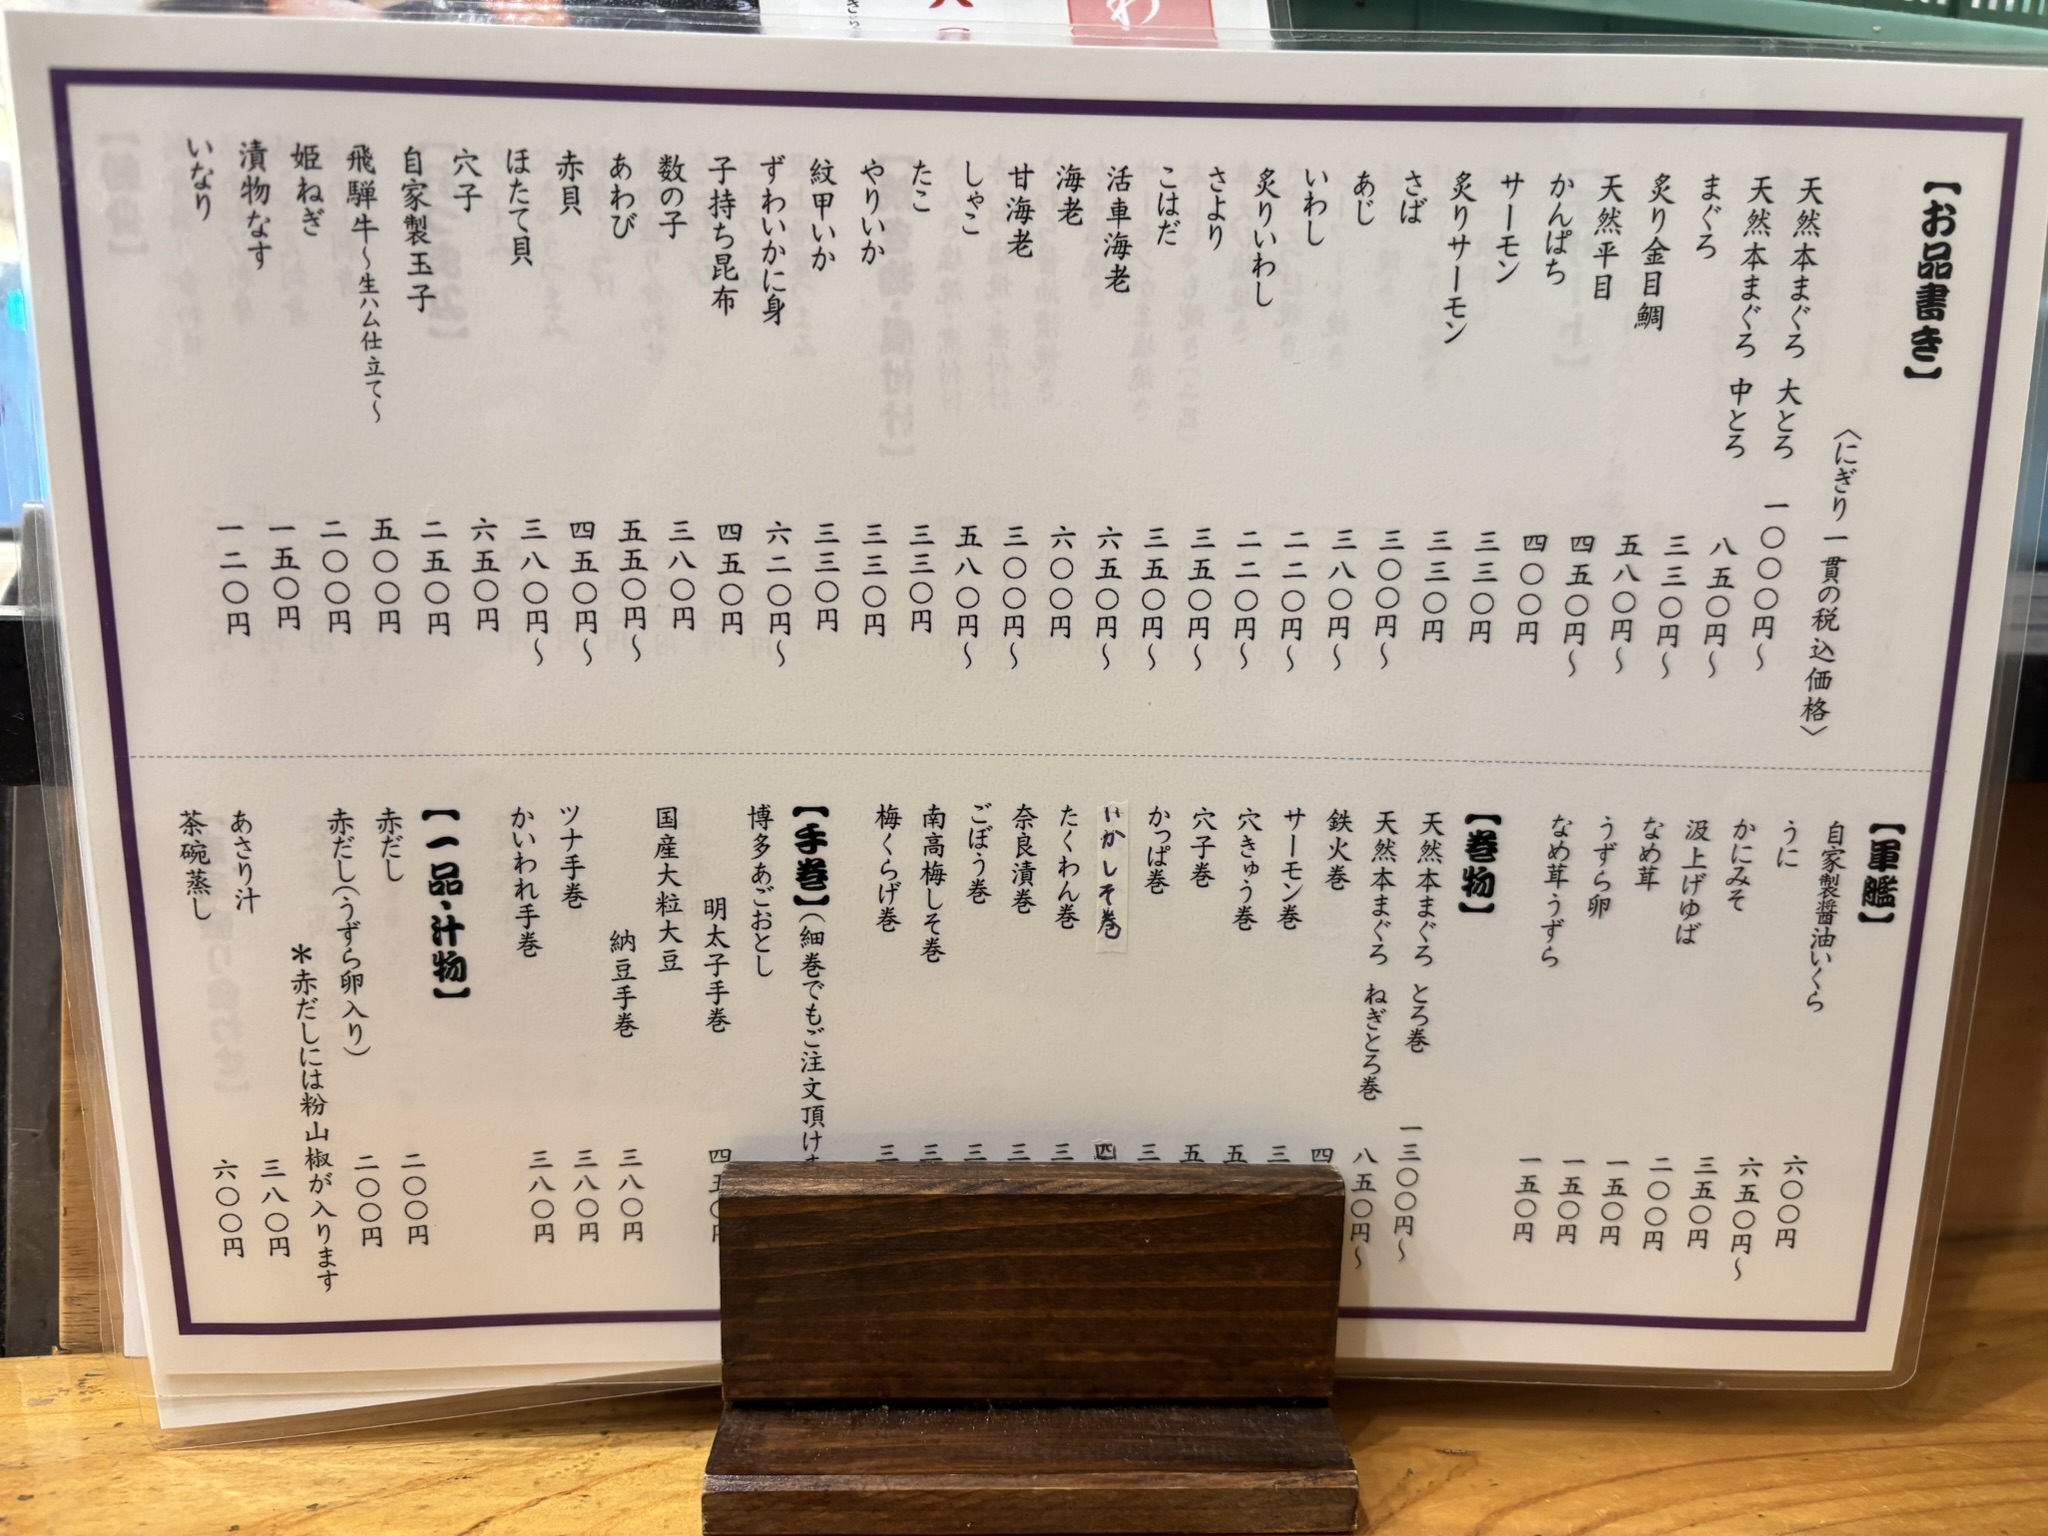 【お品書き】
〈にぎり一貫の税込価格〉
天然本まぐろ 大とろ 一〇〇〇円～
天然本まぐろ 中とろ 八五〇円～
まぐろ 三三〇円～
炙り金目鯛 五八〇円～
天然平目 四五〇円～
かんぱち 四〇〇円
サーモン 三三〇円
炙りサーモン 三三〇円
さば 三〇〇円～
あじ 三八〇円～
いわし 二二〇円～
炙りいわし 二二〇円～
さより 三五〇円～
こはだ 三五〇円～
活車海老 六五〇円～
海老 六〇〇円
甘海老 三〇〇円～
しゃこ 五八〇円～
たこ 三三〇円
やりいか 三三〇円
紋甲いか 三三〇円
ずわいかに身 六二〇円～
子持ち昆布 四五〇円
数の子 三八〇円
あわび 五五〇円～
赤貝 四五〇円～
ほたて貝 三八〇円～
穴子 六五〇円
自家製玉子 二五〇円
飛騨牛～生ハム仕立て～ 五〇〇円
姫ねぎ 二〇〇円
漬物なす 一五〇円
いなり 一二〇円
【軍艦】
自家製醤油いくら 六〇〇円
うに 六五〇円～
かにみそ 三五〇円
汲上げゆば 二〇〇円
なめ茸 一五〇円
うずら卵 一五〇円
なめ茸うずら 一五〇円
【巻物】
天然本まぐろ とろ巻 一三〇〇円～
天然本まぐろ ねぎとろ巻 八五〇円～
鉄火巻 四
サーモン巻 三
穴きゅう巻 五
穴子巻 五
かっぱ巻 三
いかしそ巻 四
たくわん巻 三
奈良漬巻 三
ごぼう巻 三
南高梅しそ巻 三
梅くらげ巻 三
【手巻】(細巻でもご注文頂け
博多あごおとし
明太子手巻 四五〇円
国産大粒大豆
納豆手巻 三八〇円
ツナ手巻 三八〇円
かいわれ手巻 三八〇円
【一品・汁物】
赤だし 二〇〇円
赤だし(うずら卵入り) 二〇〇円
＊赤だしには粉山椒が入ります
あさり汁 三八〇円
茶碗蒸し 六〇〇円